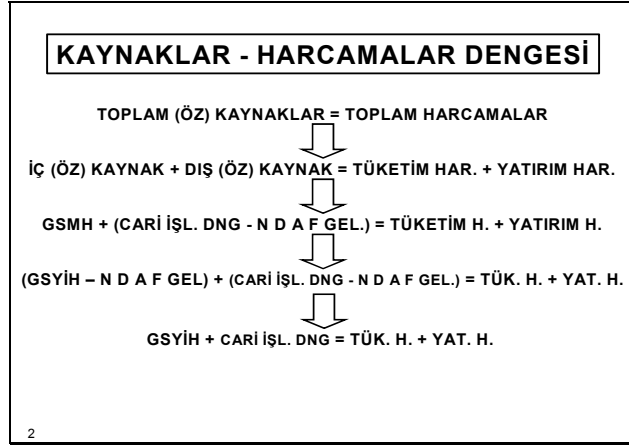 KAYNAKLAR - HARCAMALAR DENGESİ
TOPLAM (ÖZ) KAYNAKLAR = TOPLAM HARCAMALAR
İÇ (ÖZ) KAYNAK + DIŞ (ÖZ) KAYNAK = TÜKETİM HAR. + YATIRIM HAR.
GSMH + (CARİ İŞL. DNG - N D A F GEL.) = TÜKETİM H. + YATIRIM H.
(GSYİH – N D A F GEL) + (CARİ İŞL. DNG - N D A F GEL.) = TÜK. H. + YAT. H.
GSYİH + CARİ İŞL. DNG = TÜK. H. + YAT. H.
2